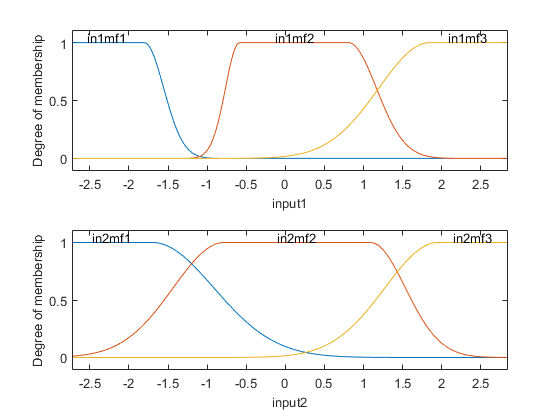 in1mf1 in1mf2 in1mf3
1
0.5
0
Degree of membership
-2.5 -2 -1.5 -1 -0.5 0 0.5 1 1.5 2 2.5
input1
in2mf1 in2mf2 in2mf3
1
0.5
0
Degree of membership
-2.5 -2 -1.5 -1 -0.5 0 0.5 1 1.5 2 2.5
input2